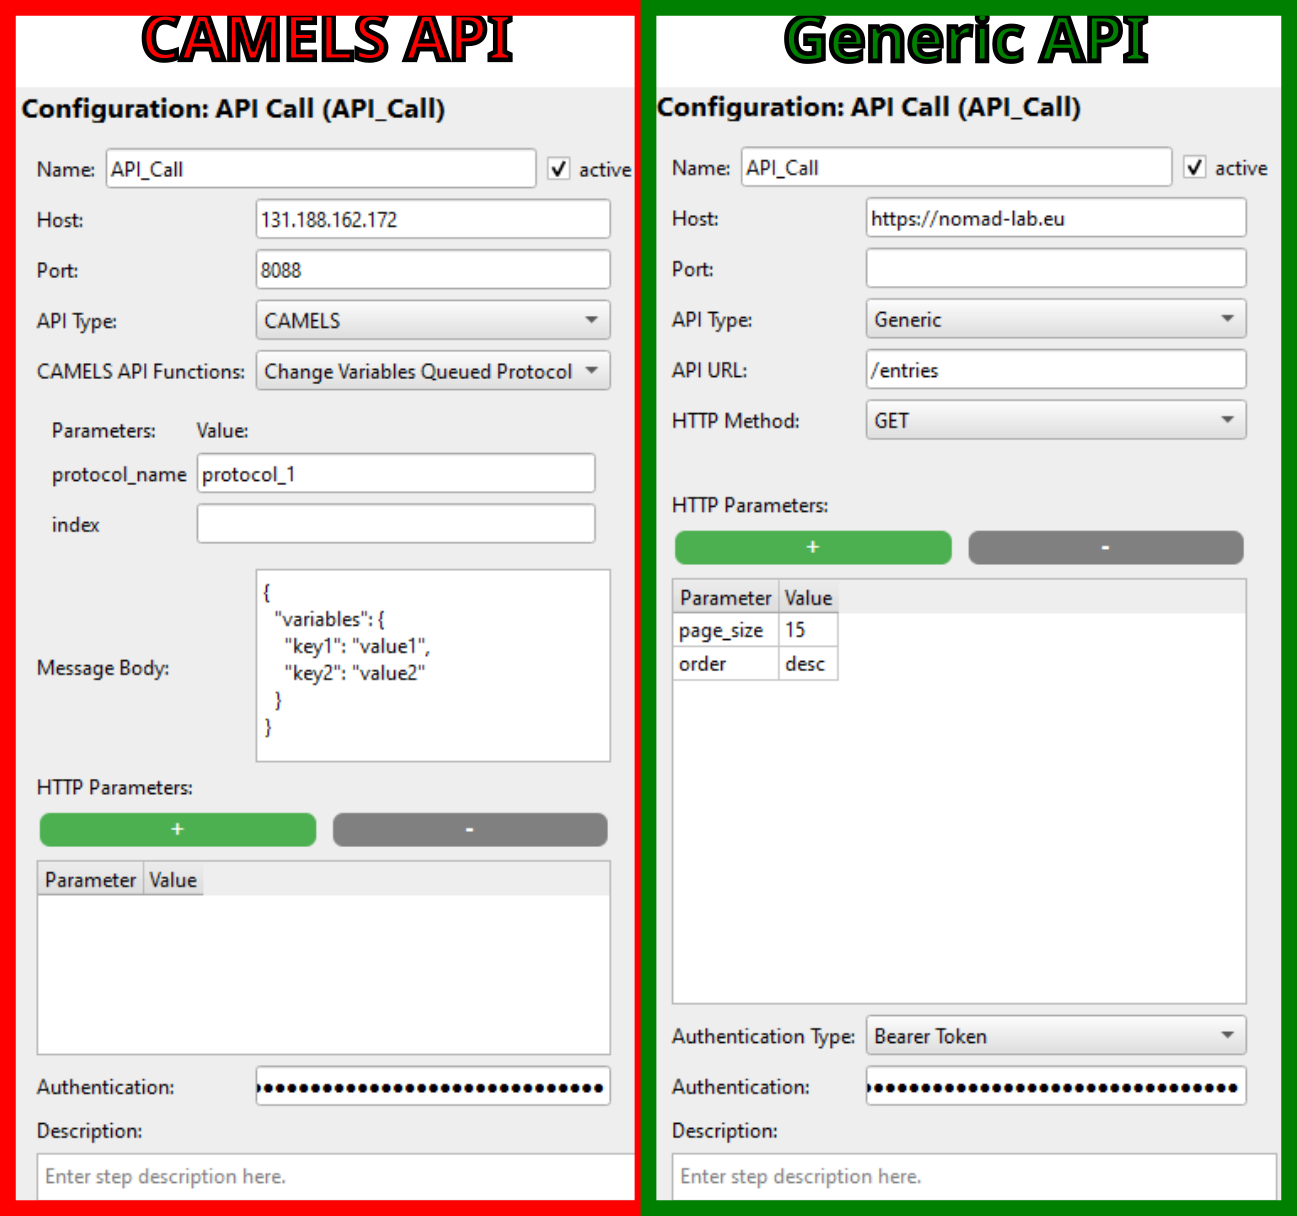 CAMELS API
Configuration: API Call (API_Call)
Name: API_Call active
Host: 131.188.162.172
Port: 8088
API Type: CAMELS
CAMELS API Functions: Change Variables Queued Protocol
Parameters: Value:
protocol_name protocol_1
index
Message Body:
{
"variables": {
"key1": "value1",
"key2": "value2"
}
}
HTTP Parameters:
+ -
Parameter Value
Authentication:
Description:
Enter step description here.
Generic API
Configuration: API Call (API_Call)
Name: API_Call active
Host: https://nomad-lab.eu
Port:
API Type: Generic
API URL: /entries
HTTP Method: GET
HTTP Parameters:
+ -
Parameter Value
page_size 15
order desc
Authentication Type: Bearer Token
Authentication:
Description:
Enter step description here.